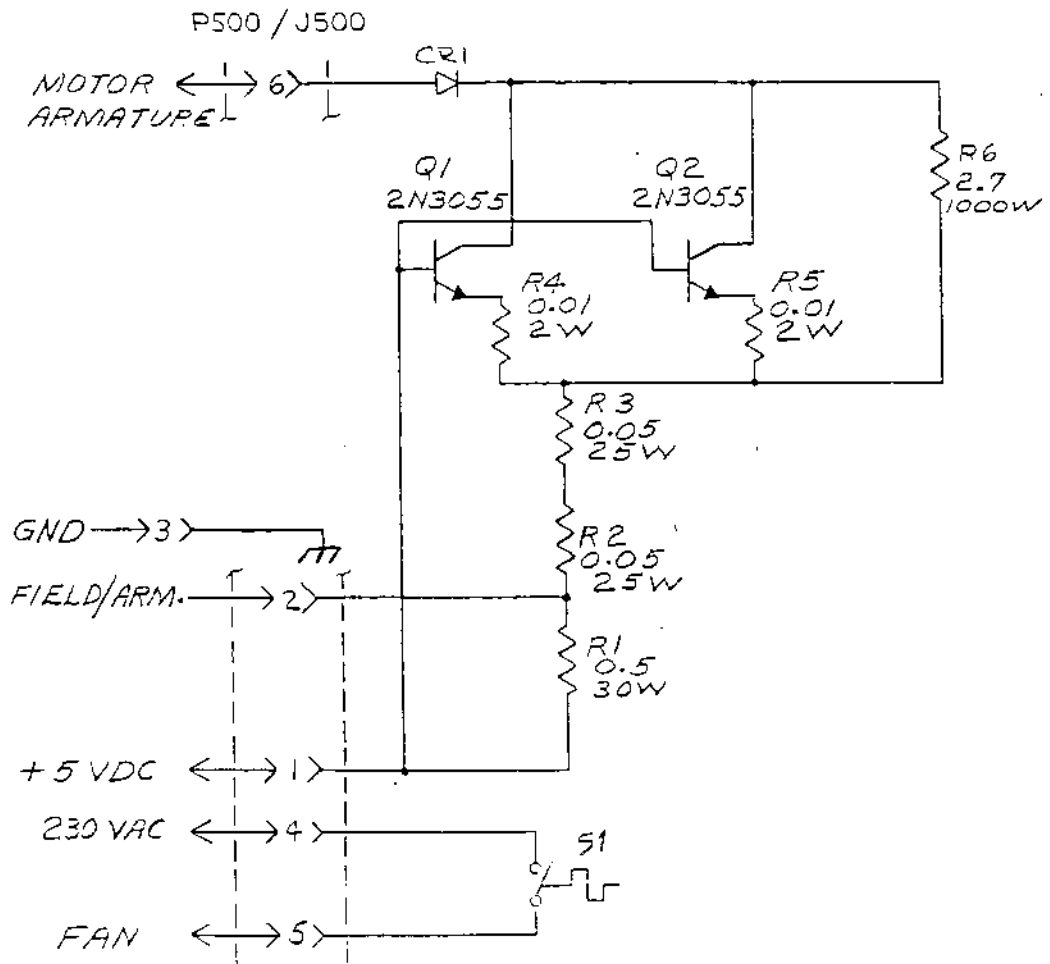 P500 / J500
CR1
MOTOR
ARMATURE
6
R6
2.7
1000W
Q1
2N3055
Q2
2N3055
R4
0.01
2W
R5
0.01
2W
R3
0.05
25W
GND
3
R2
0.05
25W
FIELD/ARM.
2
R1
0.5
30W
+5 VDC
1
230 VAC
4
S1
FAN
5